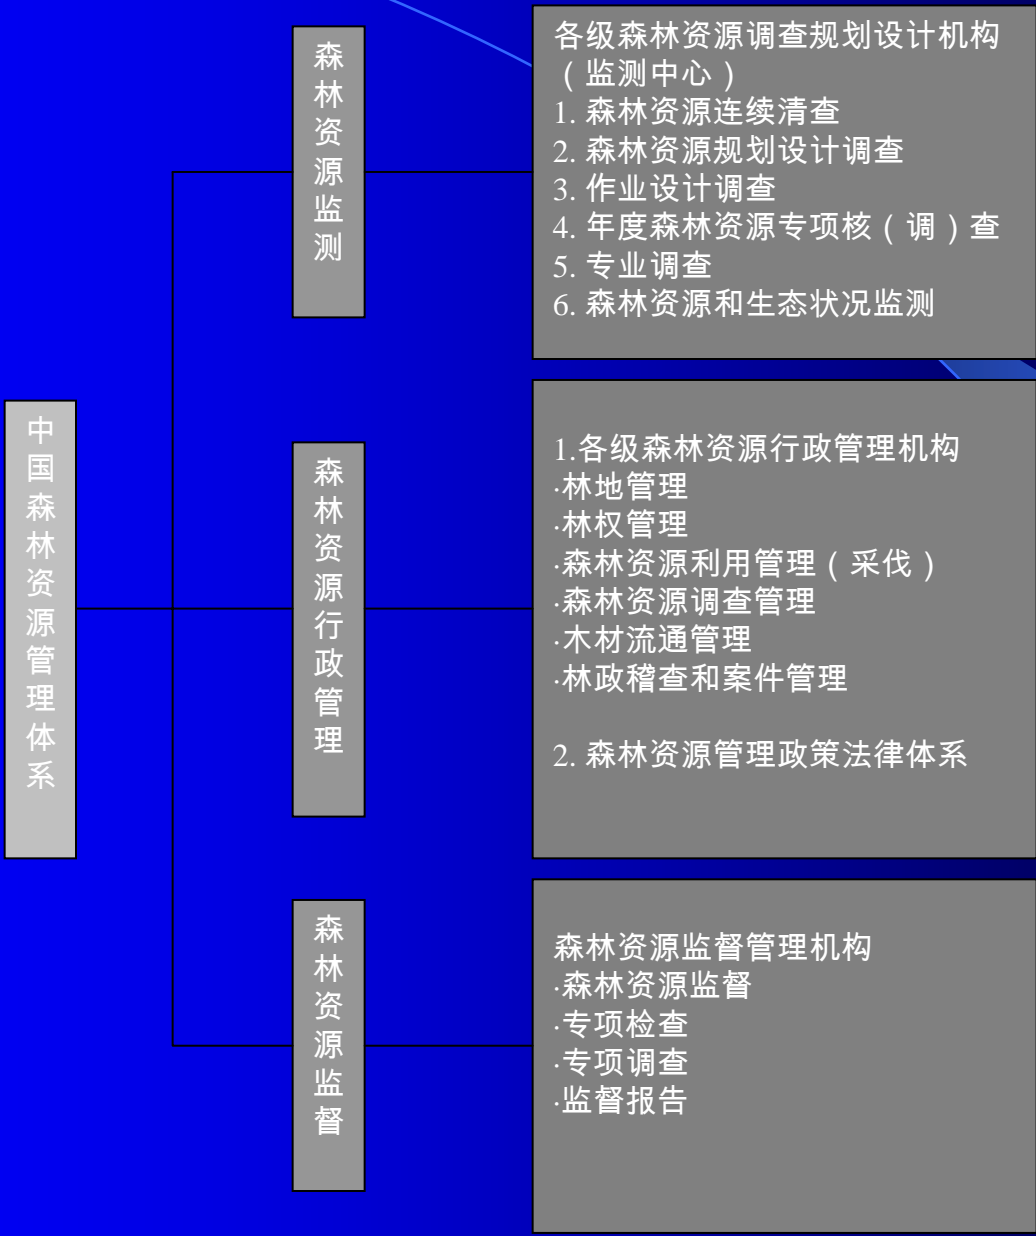 中国森林资源管理体系
森林资源监测
各级森林资源调查规划设计机构
（监测中心）
1. 森林资源连续清查
2. 森林资源规划设计调查
3. 作业设计调查
4. 年度森林资源专项核（调）查
5. 专业调查
6. 森林资源和生态状况监测
森林资源行政管理
1.各级森林资源行政管理机构
·林地管理
·林权管理
·森林资源利用管理（采伐）
·森林资源调查管理
·木材流通管理
·林政稽查和案件管理
2. 森林资源管理政策法律体系
森林资源监督
森林资源监督管理机构
·森林资源监督
·专项检查
·专项调查
·监督报告